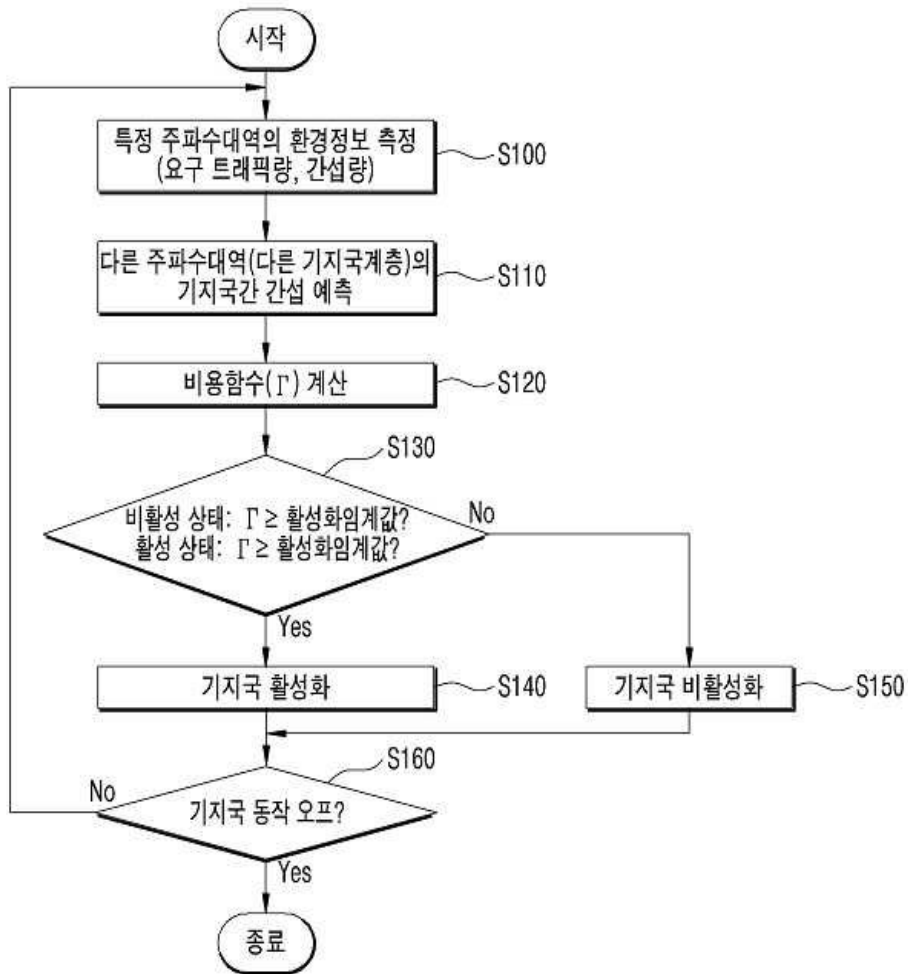 시작
특정 주파수대역의 환경정보 측정
(요구 트래픽량, 간섭량)
S100
다른 주파수대역(다른 기지국계층)의
기지국간 간섭 예측
S110
비용함수(Γ) 계산
S120
S130
비활성 상태: Γ ≥ 활성화임계값?
활성 상태: Γ ≥ 활성화임계값?
No
Yes
기지국 활성화
S140
기지국 비활성화
S150
S160
No
기지국 동작 오프?
Yes
종료